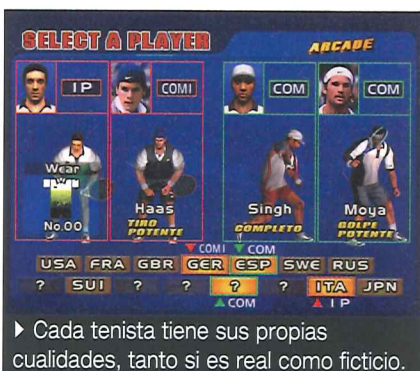 SELECT A PLAYER
ARCADE
1P COM1 COM COM
Wear
No.00
Haas
TIRO
POTENTE
Singh
COMPLETO
Moya
GOLPE
POTENTE
COM1 COM
USA FRA GBR GER ESP SWE RUS
? SUI ? ? ? ? ITA JPN
COM 1P
Cada tenista tiene sus propias
cualidades, tanto si es real como ficticio.